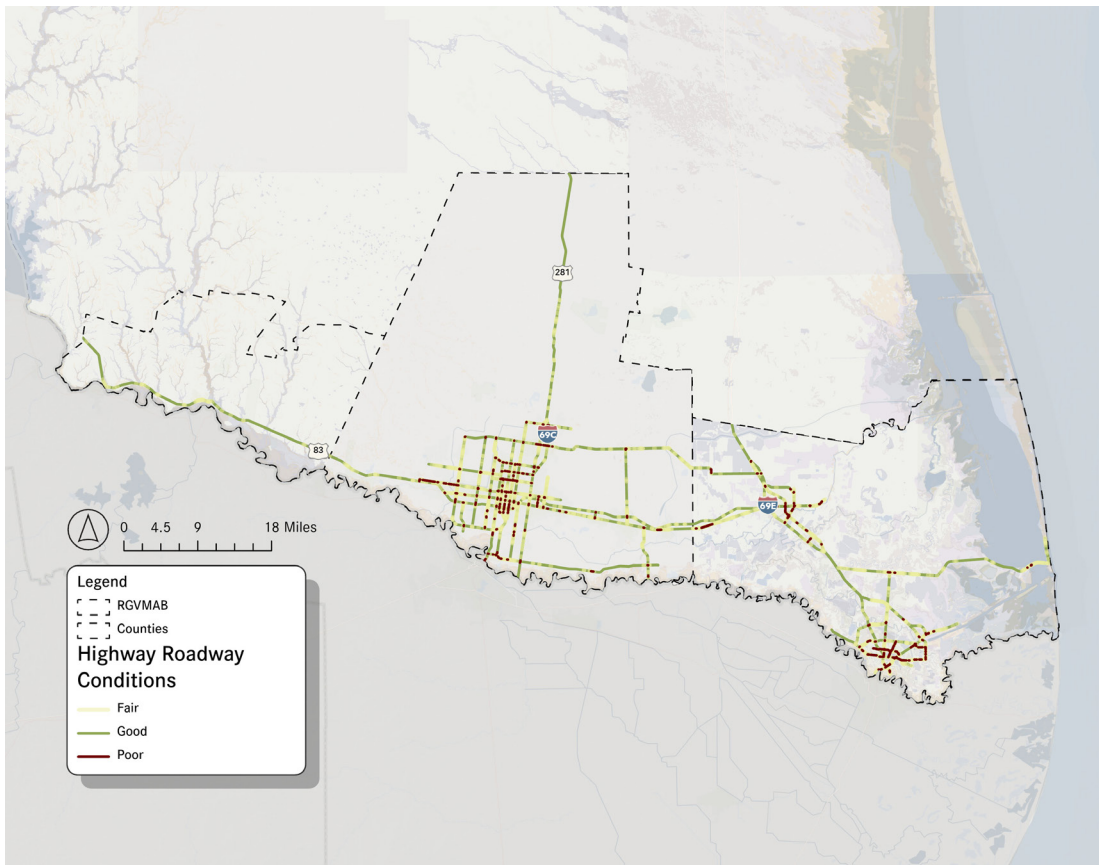 281
69C
83
69E
0 4.5 9 18 Miles
Legend
RGVMAB
Counties
Highway Roadway
Conditions
Fair
Good
Poor